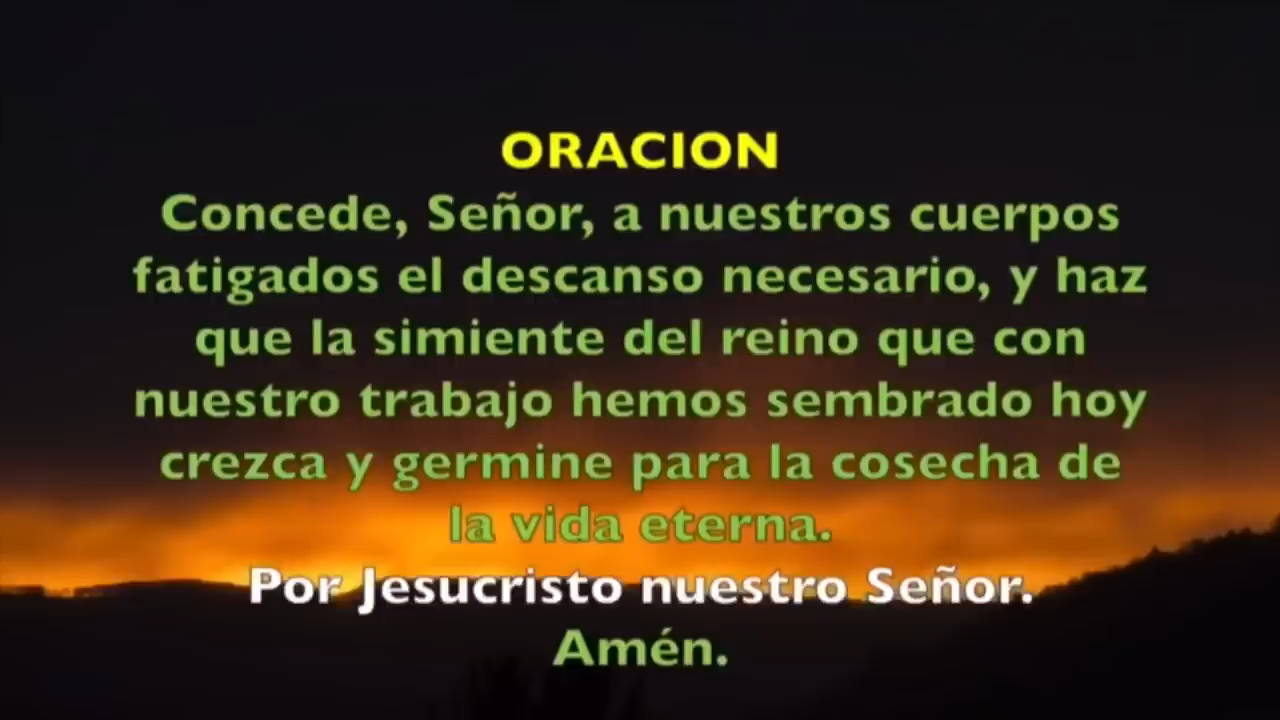 ORACION
Concede, Señor, a nuestros cuerpos
fatigados el descanso necesario, y haz
que la simiente del reino que con
nuestro trabajo hemos sembrado hoy
crezca y germine para la cosecha de
la vida eterna.
Por Jesucristo nuestro Señor.
Amén.